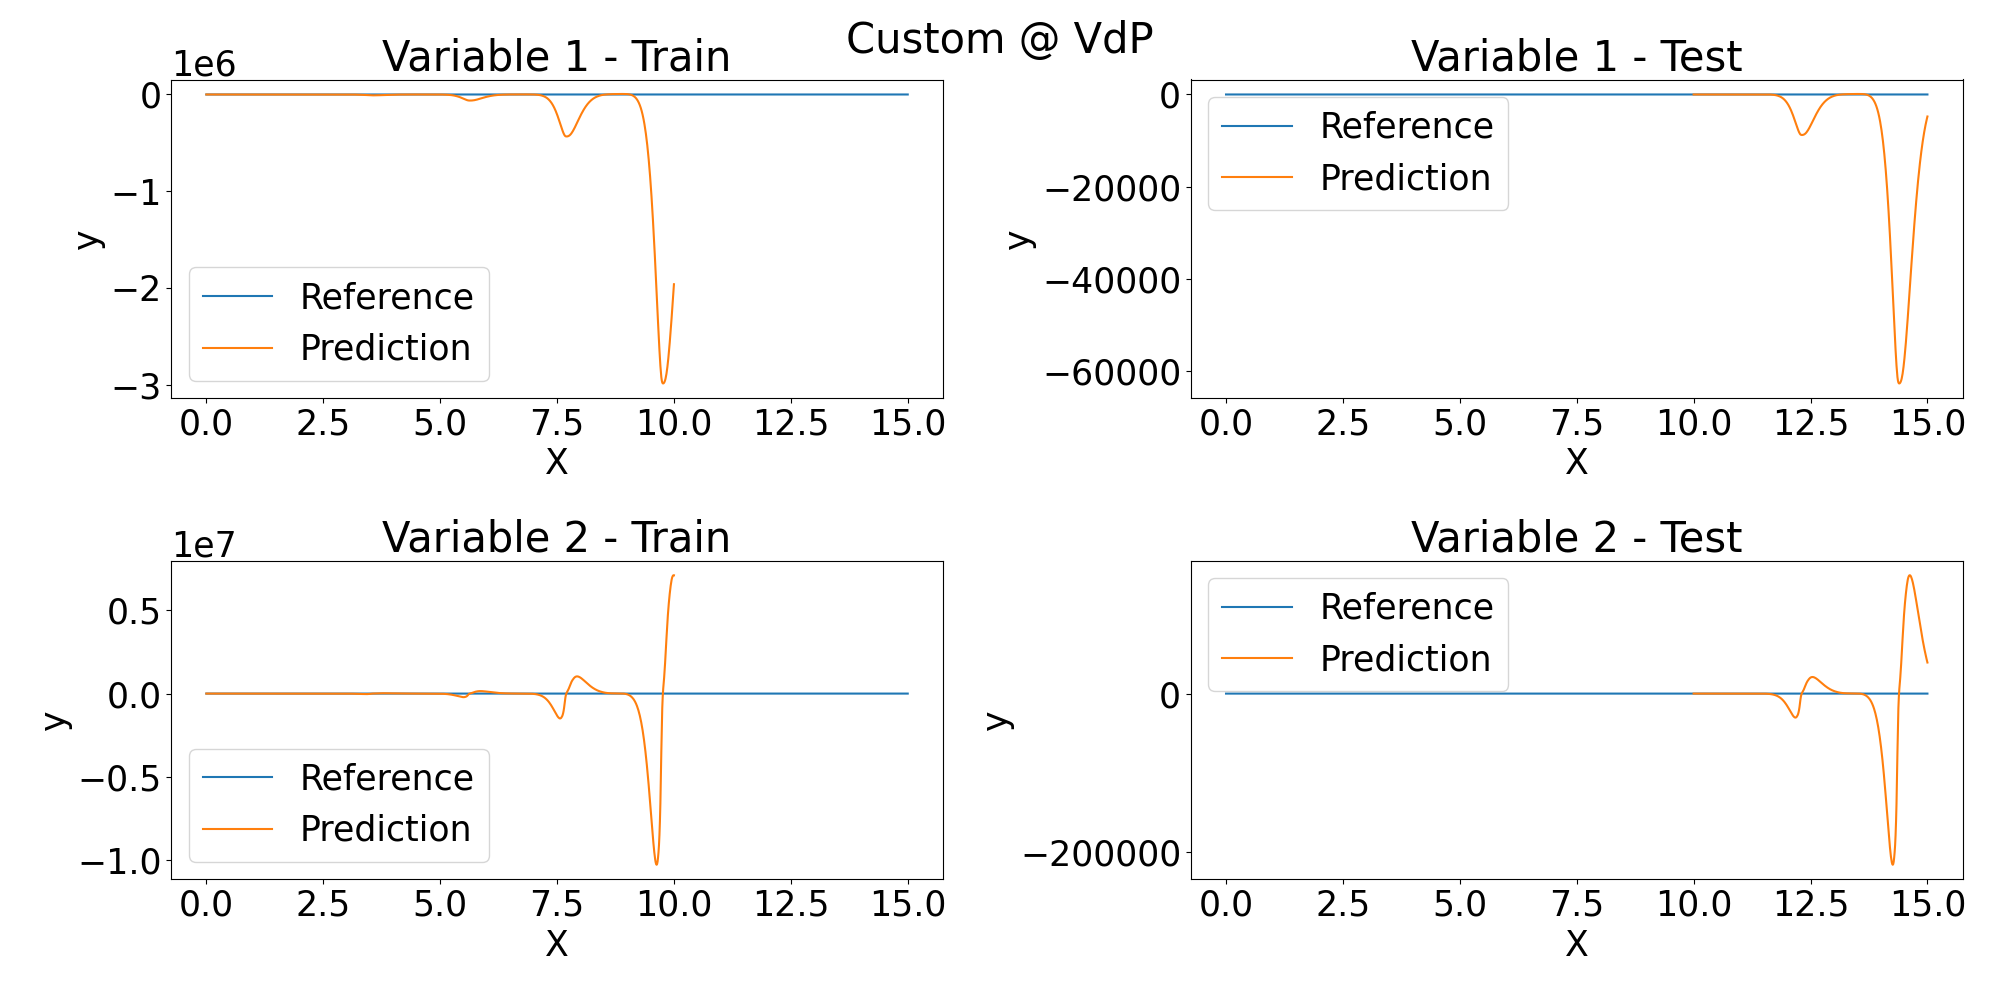 Custom @ VdP
Variable 1 - Train
1e6
0
−1
−2
−3
y
Reference
Prediction
0.0 2.5 5.0 7.5 10.0 12.5 15.0
X
Variable 1 - Test
0
−20000
−40000
−60000
y
Reference
Prediction
0.0 2.5 5.0 7.5 10.0 12.5 15.0
X
Variable 2 - Train
1e7
0.5
0.0
−0.5
−1.0
y
Reference
Prediction
0.0 2.5 5.0 7.5 10.0 12.5 15.0
X
Variable 2 - Test
0
−200000
y
Reference
Prediction
0.0 2.5 5.0 7.5 10.0 12.5 15.0
X